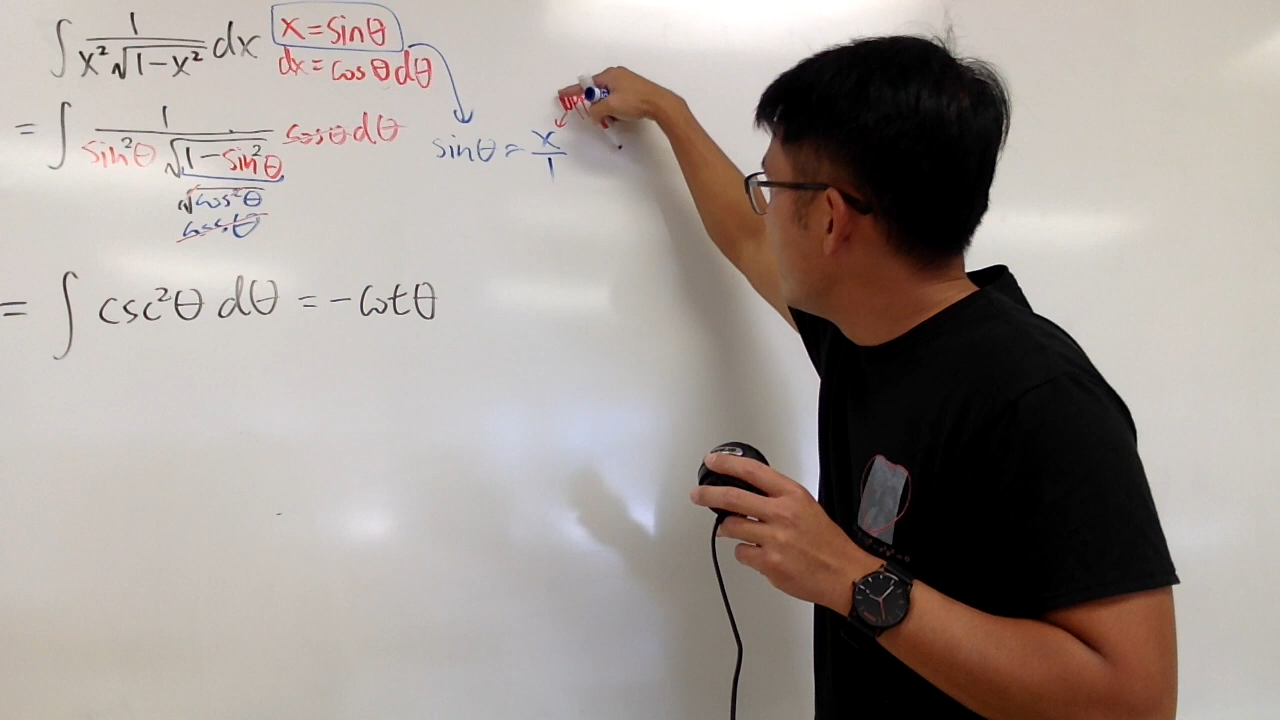 ∫ 1/(x²√(1-x²)) dx x = sinθ
dx = cosθ dθ
= ∫ 1/(sin²θ √(1-sin²θ)) cosθ dθ
√cos²θ
cosθ
sinθ = x/1
= ∫ csc²θ dθ = -cotθ